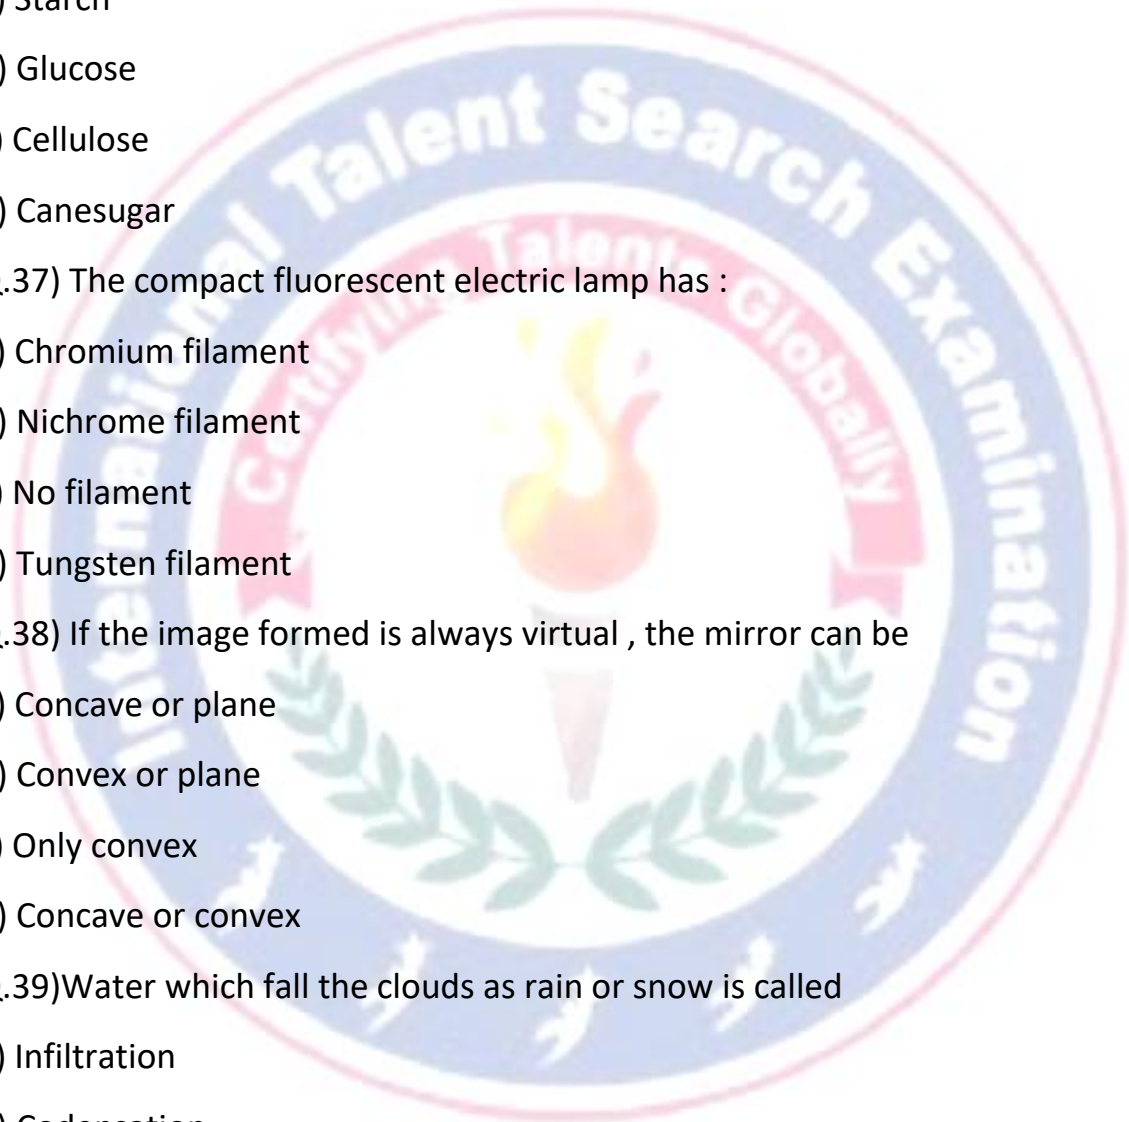 ) Starch
) Glucose
) Cellulose
) Canesugar
.37) The compact fluorescent electric lamp has :
) Chromium filament
) Nichrome filament
) No filament
) Tungsten filament
.38) If the image formed is always virtual , the mirror can be
) Concave or plane
) Convex or plane
) Only convex
) Concave or convex
.39)Water which fall the clouds as rain or snow is called
) Infiltration
International Talent Search Examination
Certifying Talents Globally